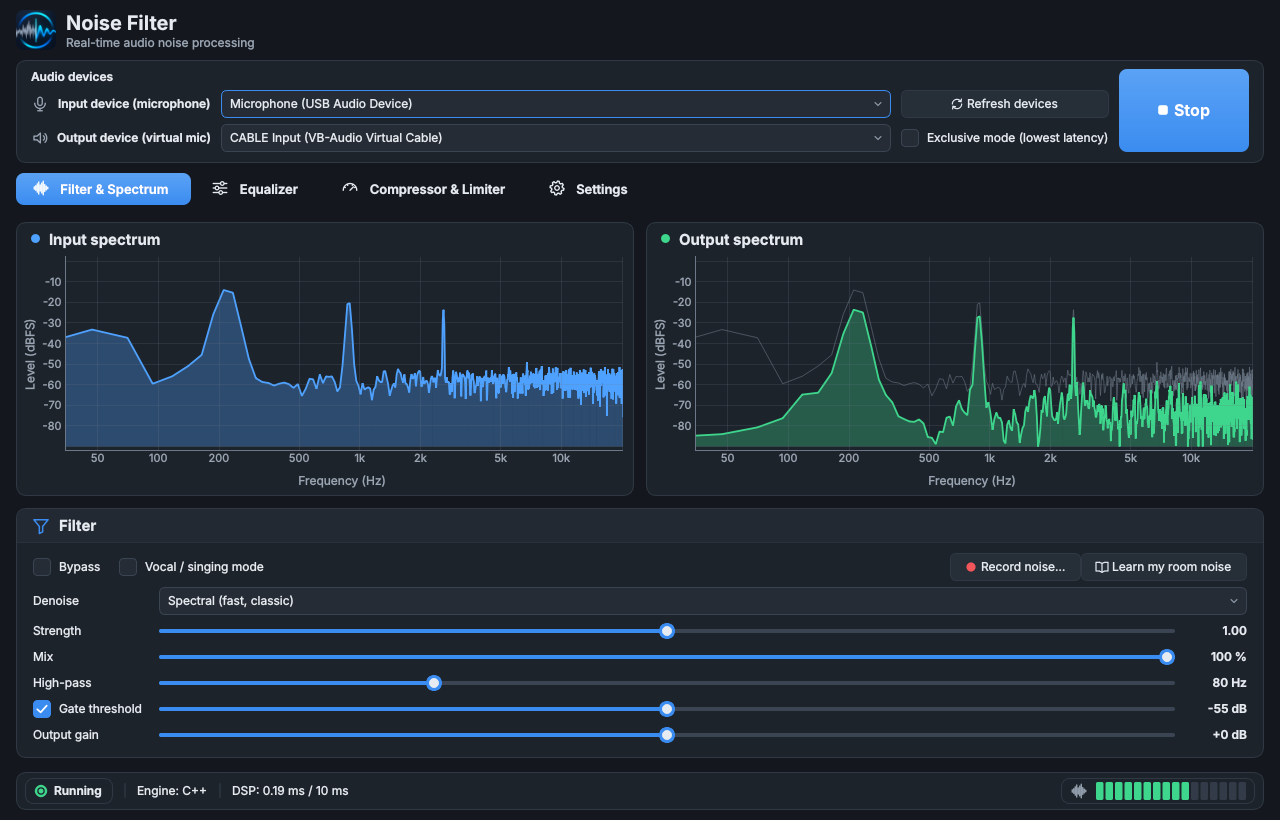 Noise Filter
Real-time audio noise processing
Audio devices
Input device (microphone) Microphone (USB Audio Device) Refresh devices
Output device (virtual mic) CABLE Input (VB-Audio Virtual Cable) Exclusive mode (lowest latency)
Stop
Filter & Spectrum Equalizer Compressor & Limiter Settings
Input spectrum
Level (dBFS)
-10
-20
-30
-40
-50
-60
-70
-80
50 100 200 500 1k 2k 5k 10k
Frequency (Hz)
Output spectrum
Level (dBFS)
-10
-20
-30
-40
-50
-60
-70
-80
50 100 200 500 1k 2k 5k 10k
Frequency (Hz)
Filter
Bypass Vocal / singing mode Record noise... Learn my room noise
Denoise Spectral (fast, classic)
Strength 1.00
Mix 100 %
High-pass 80 Hz
Gate threshold -55 dB
Output gain +0 dB
Running Engine: C++ DSP: 0.19 ms / 10 ms